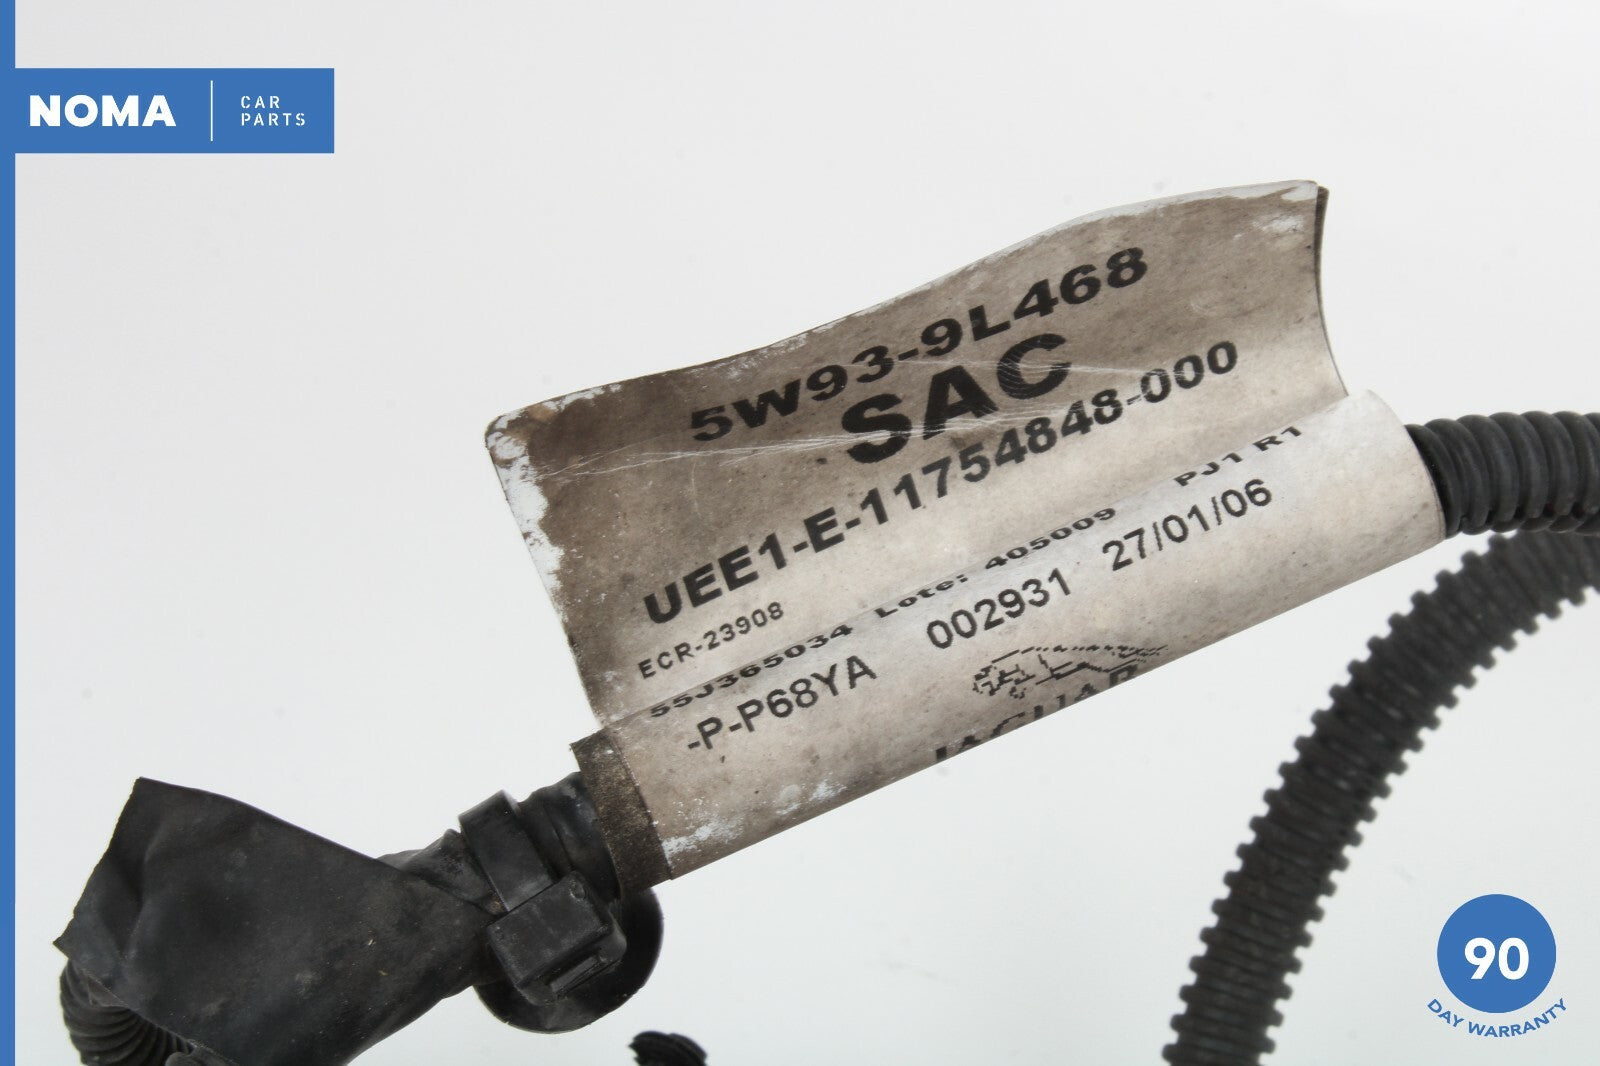 NOMA
CAR
PARTS
5W93-9L468
SAC
UEE1-E-11754848-000
ECR-23908
55J365034 Lote: 405009 PJ1 R1
-P-P68YA 002931 27/01/06
JAGUAR
90
DAY WARRANTY